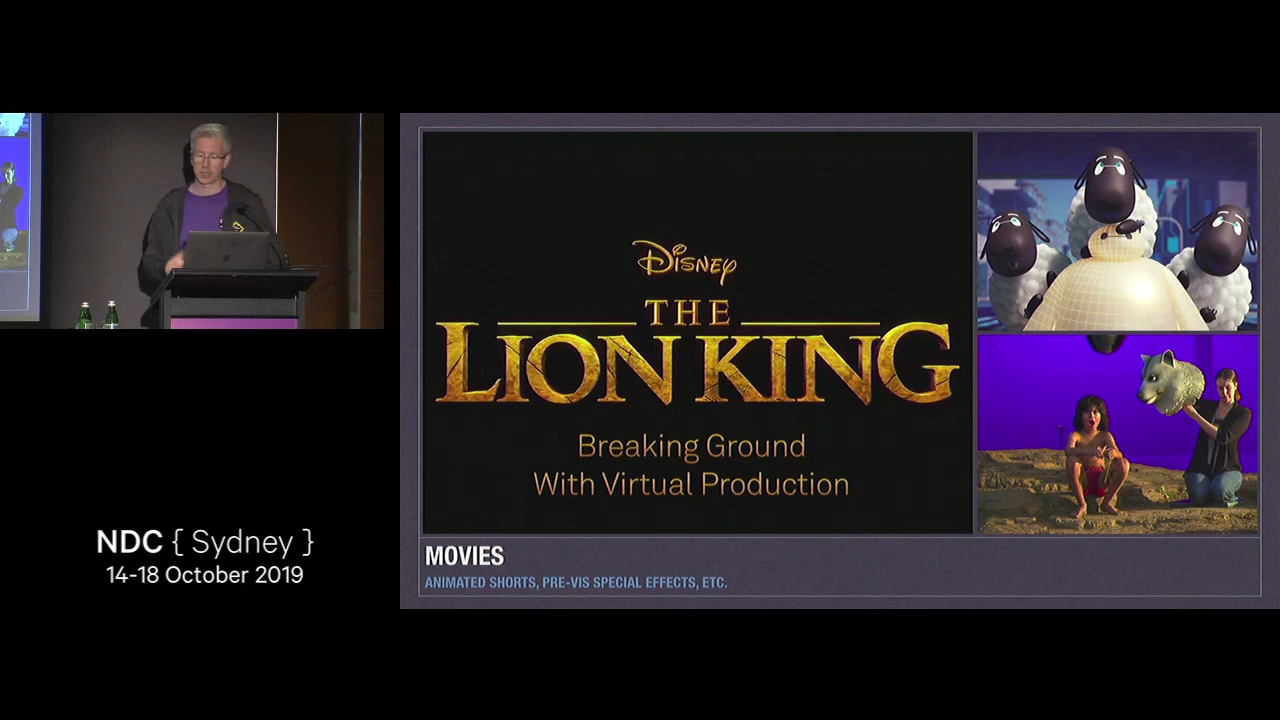 Disney
THE
LION KING
Breaking Ground
With Virtual Production
MOVIES
ANIMATED SHORTS, PRE-VIS SPECIAL EFFECTS, ETC.
NDC { Sydney }
14-18 October 2019